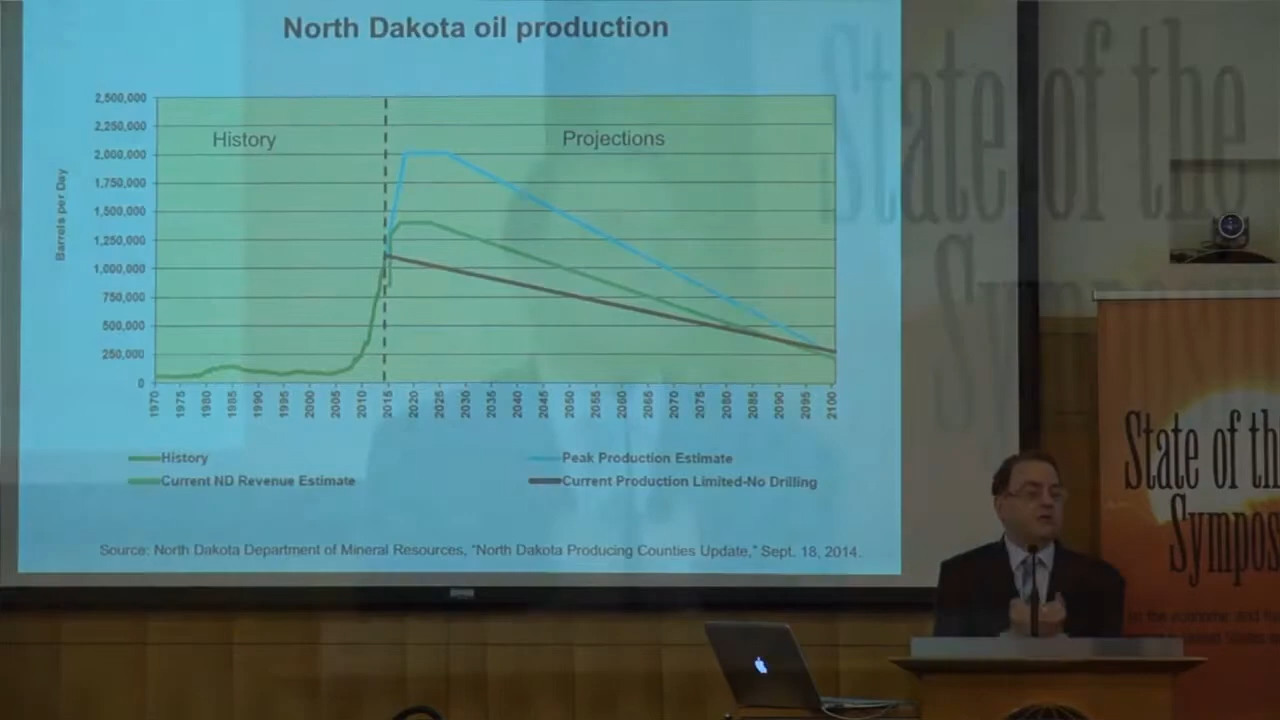 North Dakota oil production
2,500,000
2,250,000
2,000,000
1,750,000
1,500,000
1,250,000
1,000,000
750,000
500,000
250,000
0
Barrels per Day
History
Projections
1970 1975 1980 1985 1990 1995 2000 2005 2010 2015 2020 2025 2030 2035 2040 2045 2050 2055 2060 2065 2070 2075 2080 2085 2090 2095 2100
History
Peak Production Estimate
Current ND Revenue Estimate
Current Production Limited-No Drilling
Source: North Dakota Department of Mineral Resources, "North Dakota Producing Counties Update," Sept. 18, 2014.
State of the
State of th
Sympos